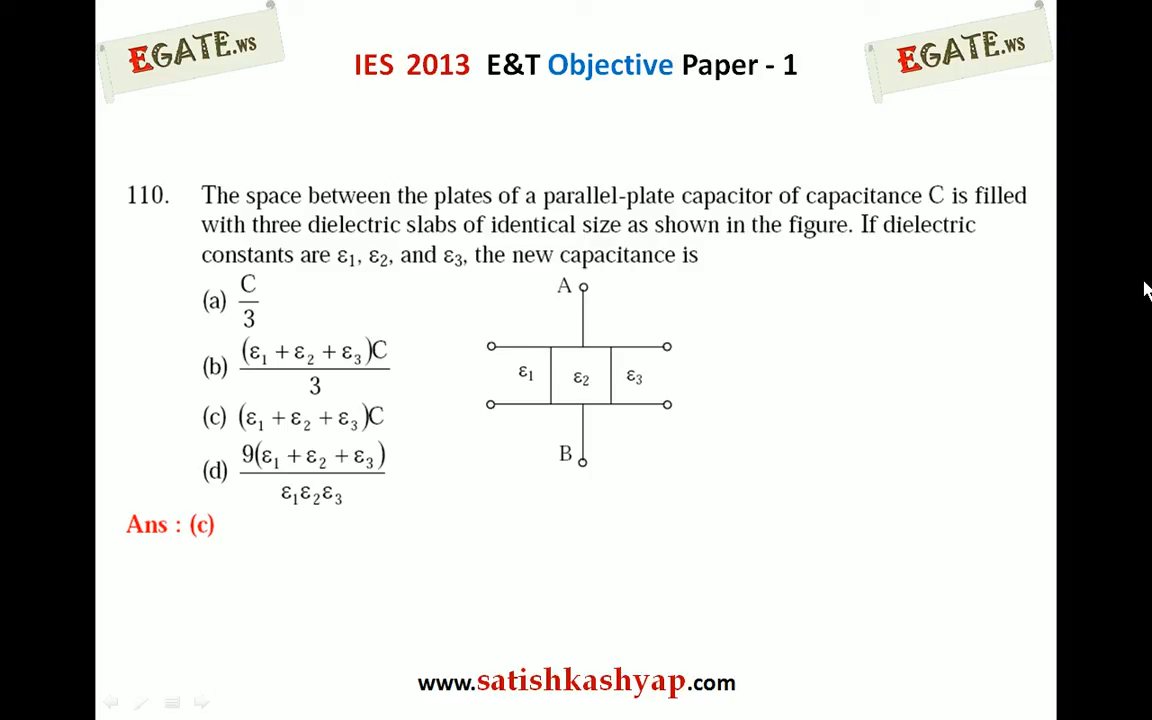 EGATE.ws
IES 2013 E&T Objective Paper - 1
EGATE.ws
110. The space between the plates of a parallel-plate capacitor of capacitance C is filled
with three dielectric slabs of identical size as shown in the figure. If dielectric
constants are ε₁, ε₂, and ε₃, the new capacitance is
(a) C/3
(b) (ε₁ + ε₂ + ε₃)C/3
(c) (ε₁ + ε₂ + ε₃)C
(d) 9(ε₁ + ε₂ + ε₃)/ε₁ε₂ε₃
A
ε₁ ε₂ ε₃
B
Ans : (c)
www.satishkashyap.com